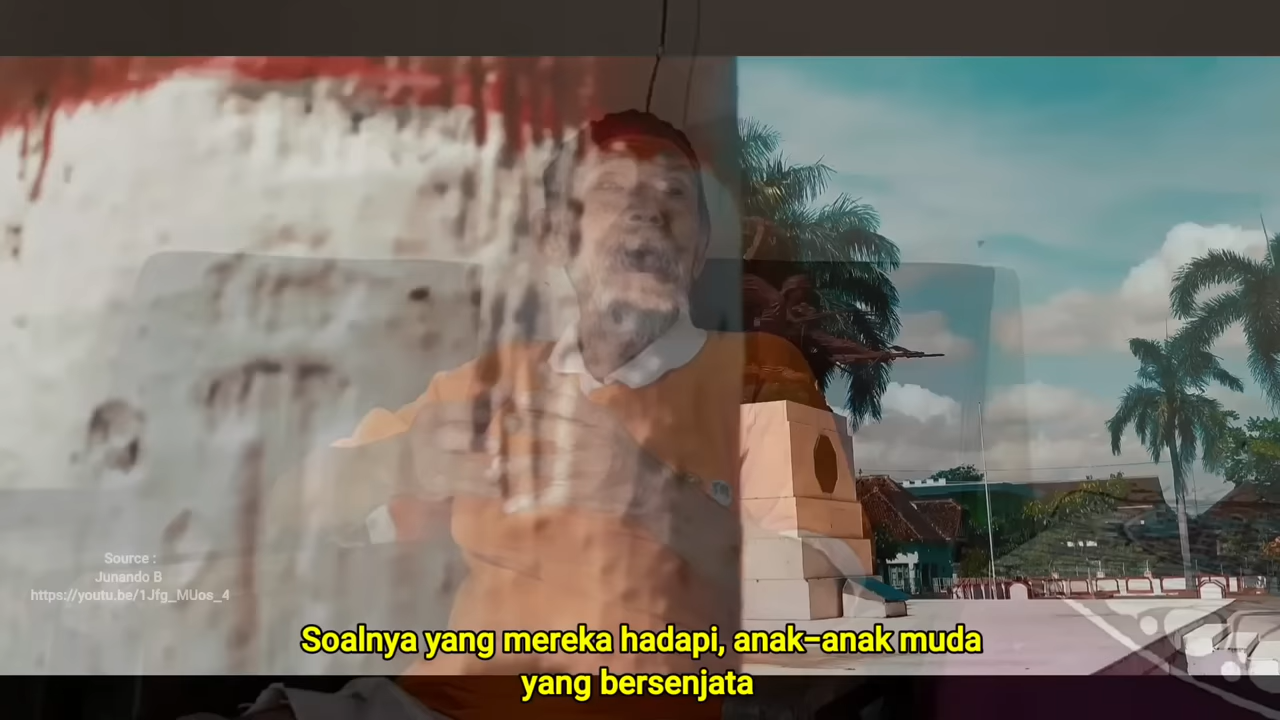 Source :
Junando B
https://youtu.be/1Jfg_MUos_4
Soalnya yang mereka hadapi, anak-anak muda
yang bersenjata